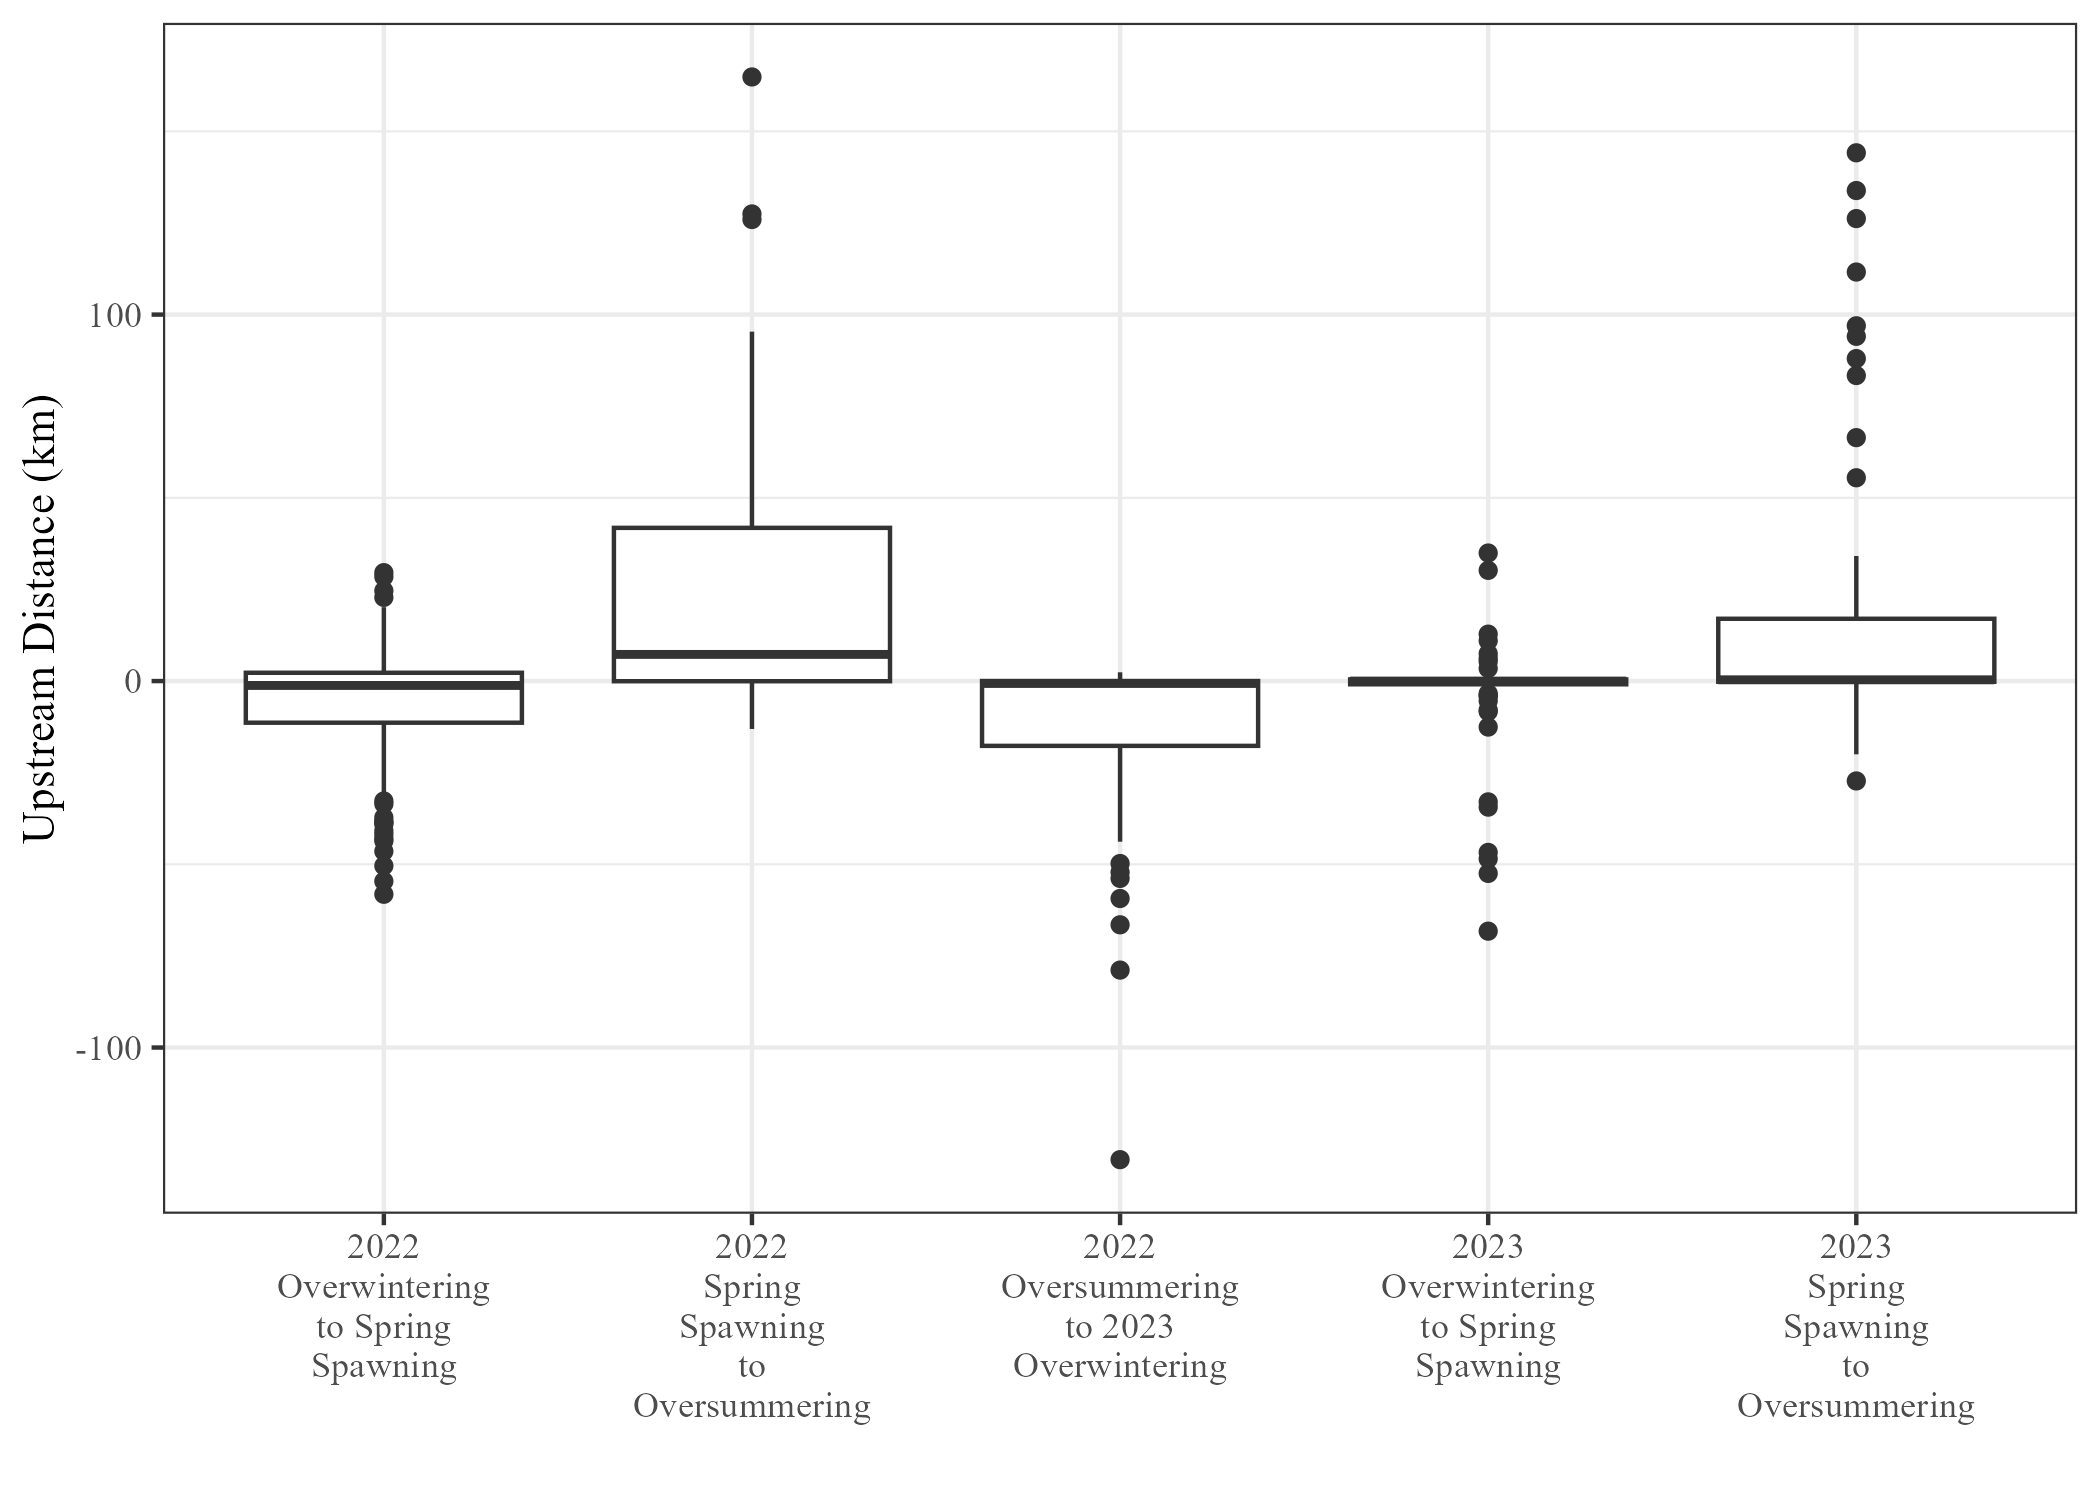 Upstream Distance (km)
100
0
-100
2022
Overwintering
to Spring
Spawning
2022
Spring
Spawning
to
Oversummering
2022
Oversummering
to 2023
Overwintering
2023
Overwintering
to Spring
Spawning
2023
Spring
Spawning
to
Oversummering